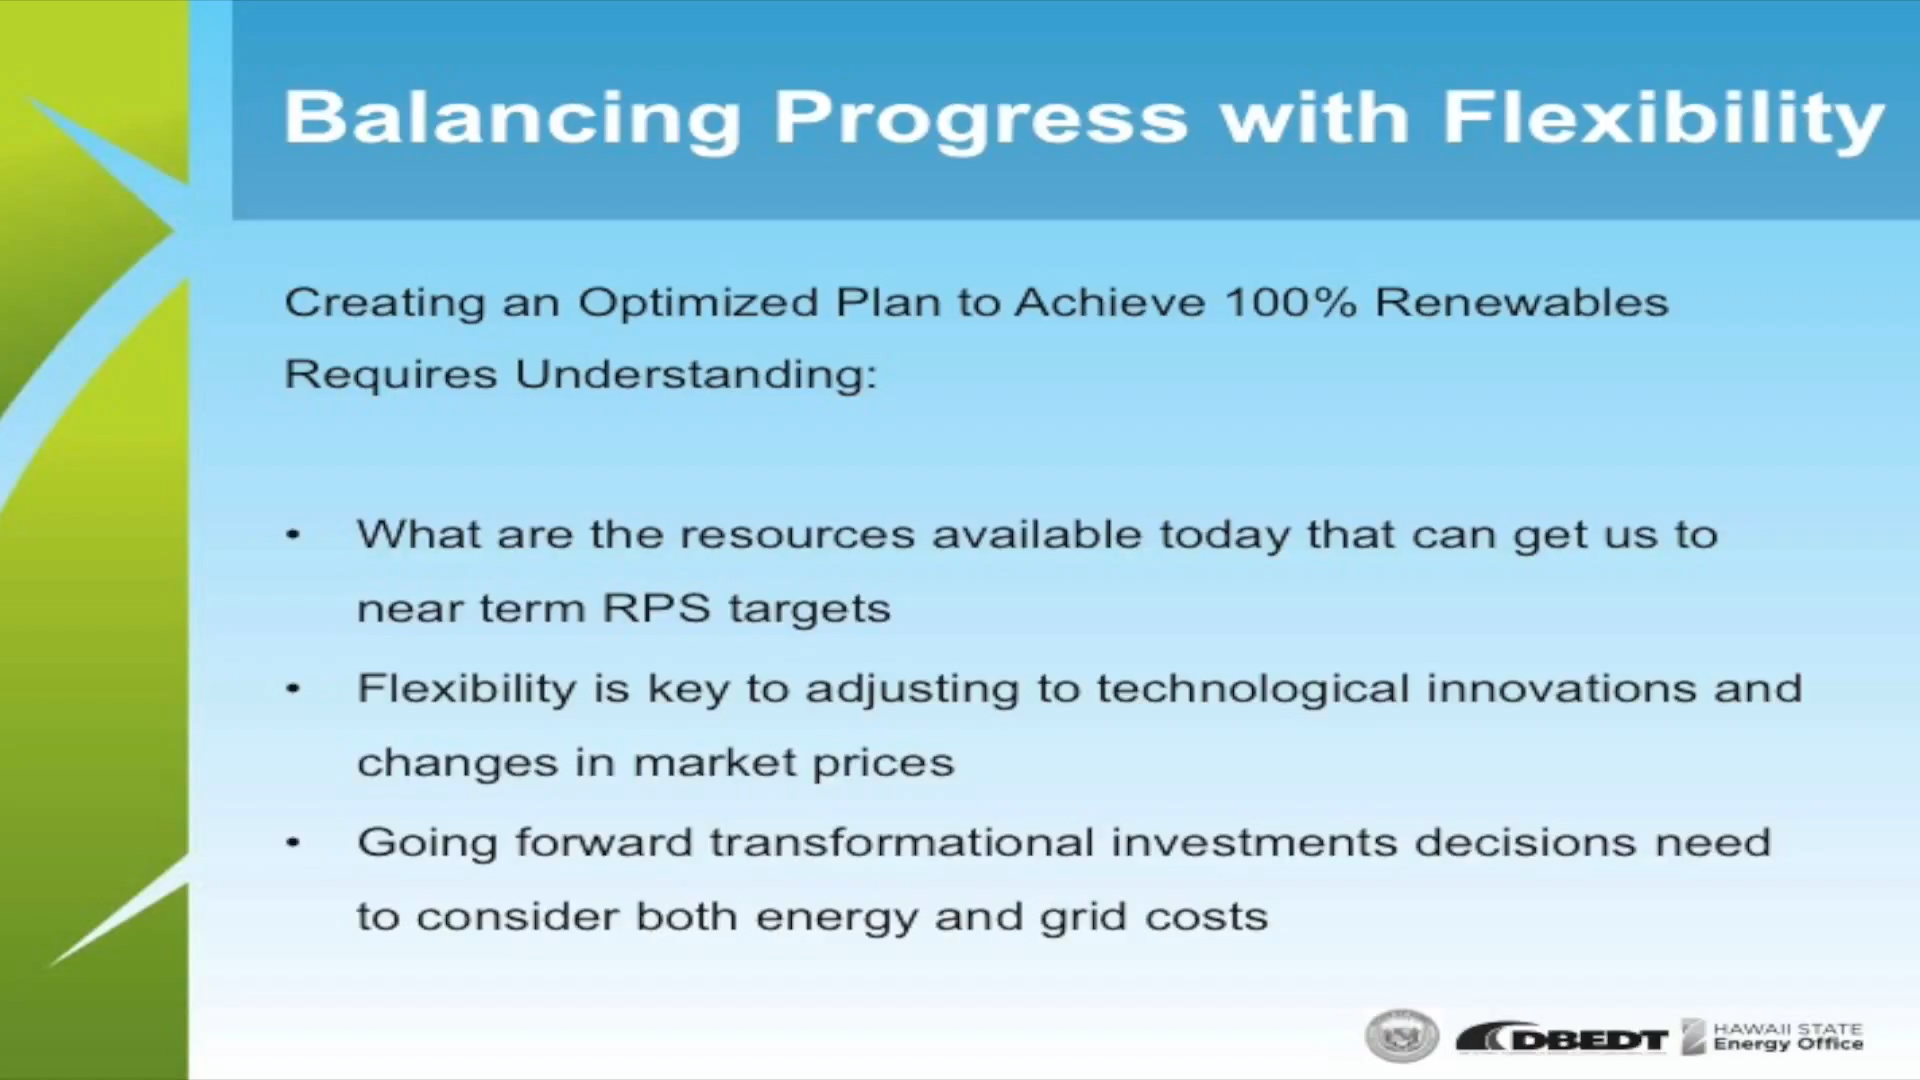 Balancing Progress with Flexibility
Creating an Optimized Plan to Achieve 100% Renewables
Requires Understanding:
• What are the resources available today that can get us to
near term RPS targets
• Flexibility is key to adjusting to technological innovations and
changes in market prices
• Going forward transformational investments decisions need
to consider both energy and grid costs
DBEDT
HAWAII STATE
Energy Office